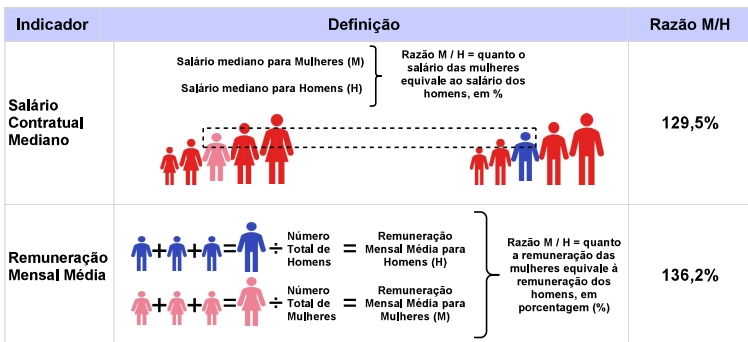 Indicador
Definição
Razão M/H
Salário
Contratual
Mediano
Salário mediano para Mulheres (M)
Salário mediano para Homens (H)
Razão M / H = quanto o
salário das mulheres
equivale ao salário dos
homens, em %
129,5%
Remuneração
Mensal Média
+ + = ÷
Número
Total de
Homens
=
Remuneração
Mensal Média para
Homens (H)
+ + = ÷
Número
Total de
Mulheres
=
Remuneração
Mensal Média para
Mulheres (M)
Razão M / H = quanto
a remuneração das
mulheres equivale à
remuneração dos
homens, em
porcentagem (%)
136,2%